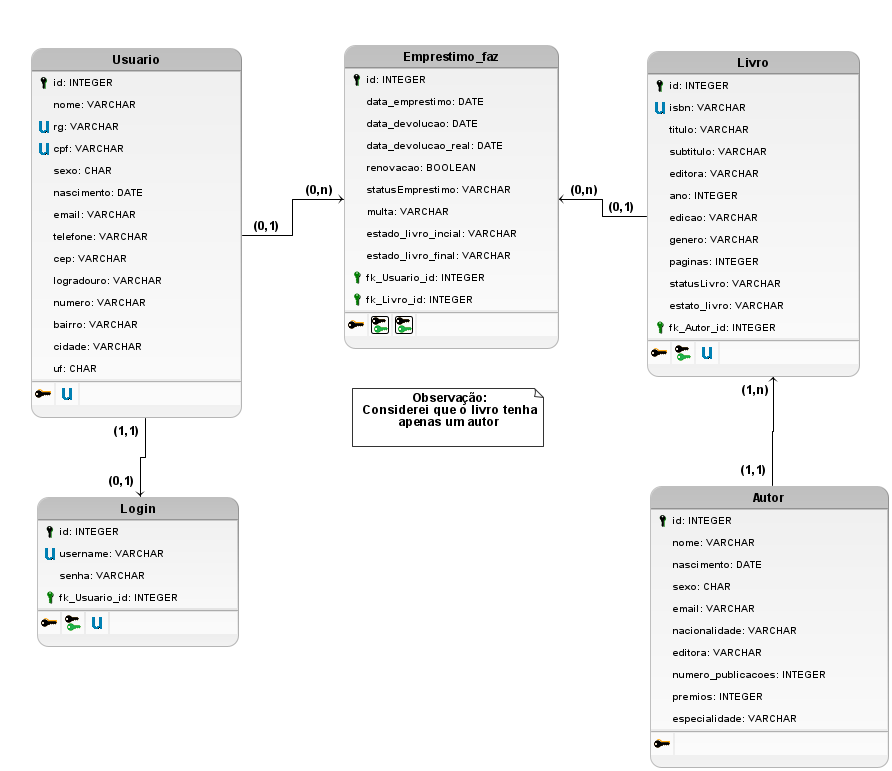 Usuario
id: INTEGER
nome: VARCHAR
U rg: VARCHAR
U cpf: VARCHAR
sexo: CHAR
nascimento: DATE
email: VARCHAR
telefone: VARCHAR
cep: VARCHAR
logradouro: VARCHAR
numero: VARCHAR
bairro: VARCHAR
cidade: VARCHAR
uf: CHAR
U
(0,1)
(0,n)
Emprestimo_faz
id: INTEGER
data_emprestimo: DATE
data_devolucao: DATE
data_devolucao_real: DATE
renovacao: BOOLEAN
statusEmprestimo: VARCHAR
multa: VARCHAR
estado_livro_incial: VARCHAR
estado_livro_final: VARCHAR
fk_Usuario_id: INTEGER
fk_Livro_id: INTEGER
(0,n)
(0,1)
Livro
id: INTEGER
U isbn: VARCHAR
titulo: VARCHAR
subtitulo: VARCHAR
editora: VARCHAR
ano: INTEGER
edicao: VARCHAR
genero: VARCHAR
paginas: INTEGER
statusLivro: VARCHAR
estato_livro: VARCHAR
fk_Autor_id: INTEGER
U
Observação:
Considerei que o livro tenha
apenas um autor
(1,1)
(0,1)
Login
id: INTEGER
U username: VARCHAR
senha: VARCHAR
fk_Usuario_id: INTEGER
U
(1,n)
(1,1)
Autor
id: INTEGER
nome: VARCHAR
nascimento: DATE
sexo: CHAR
email: VARCHAR
nacionalidade: VARCHAR
editora: VARCHAR
numero_publicacoes: INTEGER
premios: INTEGER
especialidade: VARCHAR